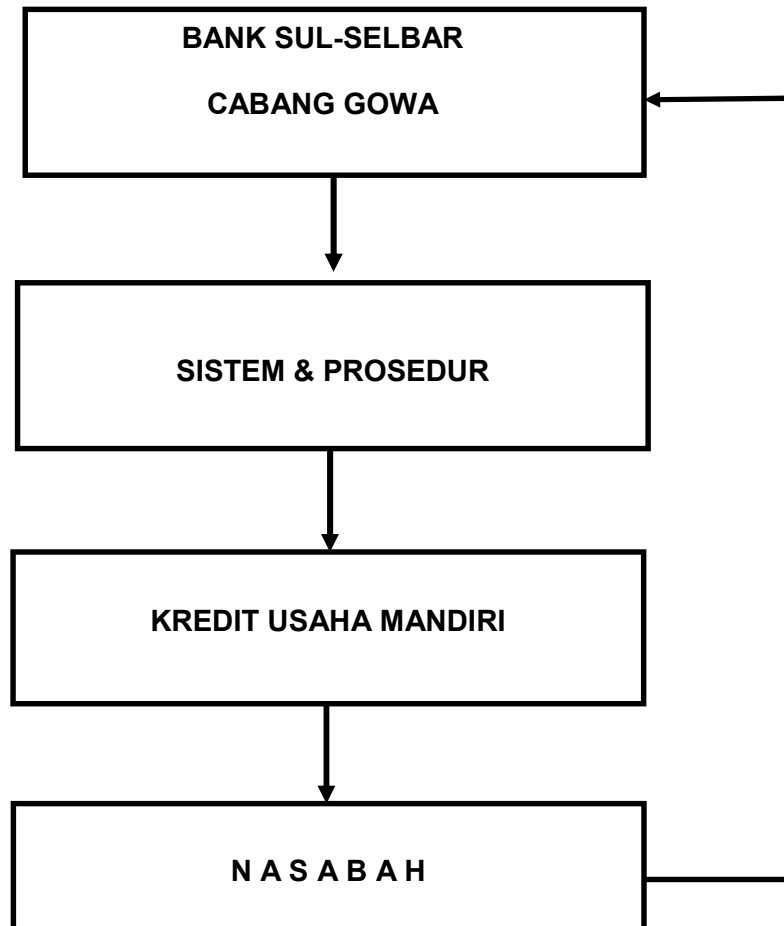 BANK SUL-SELBAR
CABANG GOWA
SISTEM & PROSEDUR
KREDIT USAHA MANDIRI
N A S A B A H